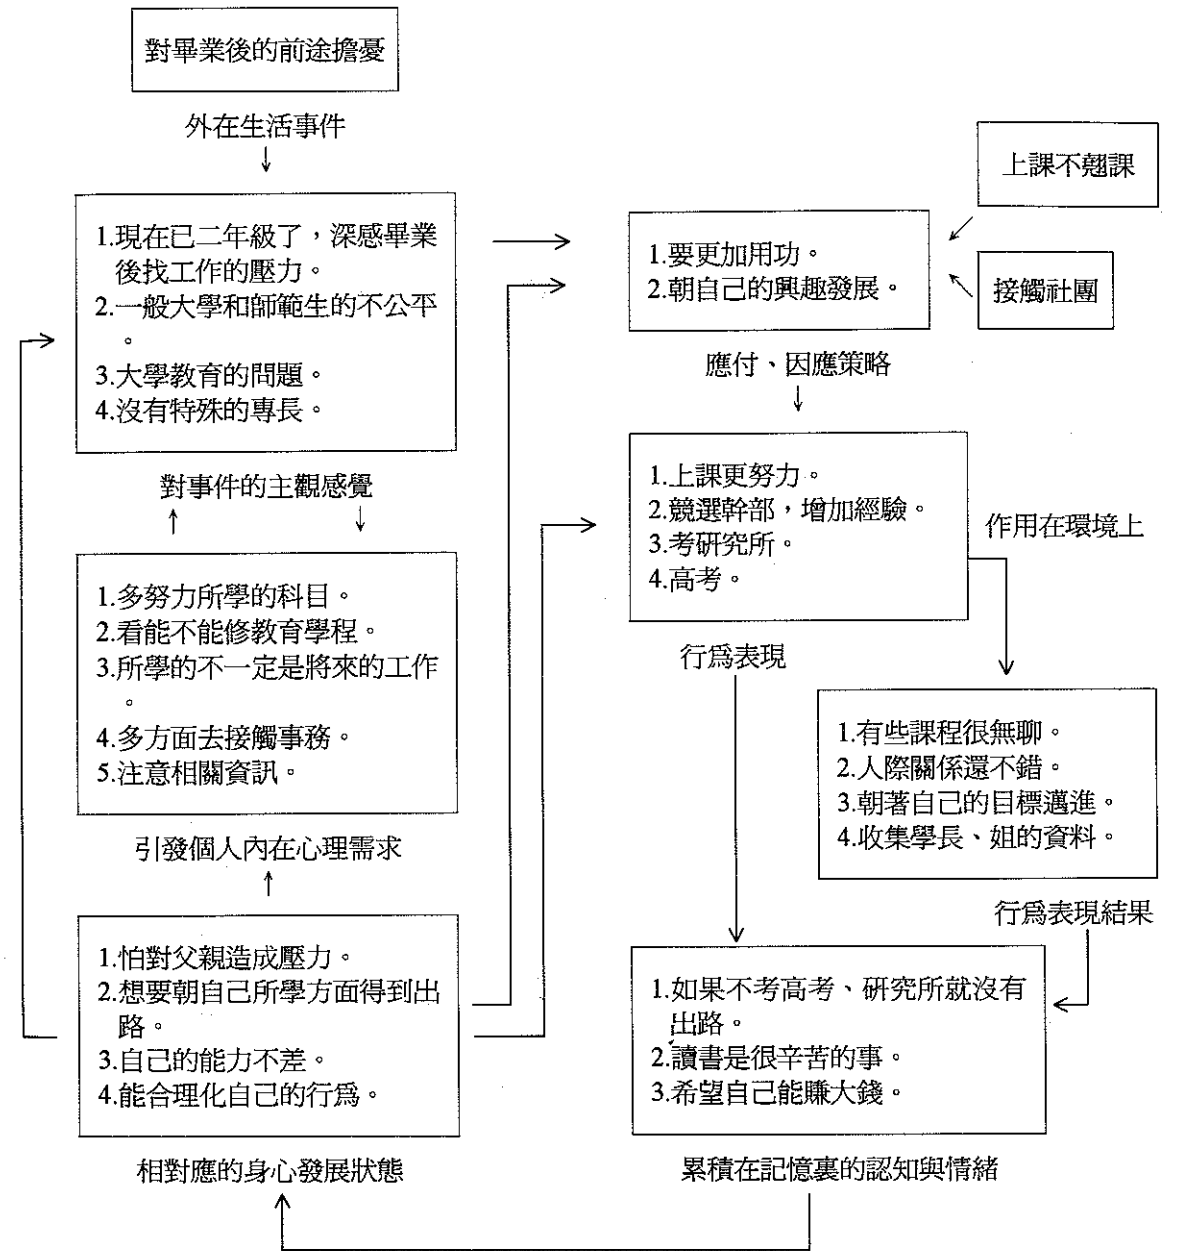 對畢業後的前途擔憂
外在生活事件
1.現在已二年級了，深感畢業
後找工作的壓力。
2.一般大學和師範生的不公平
。
3.大學教育的問題。
4.沒有特殊的專長。
對事件的主觀感覺
1.多努力所學的科目。
2.看能不能修教育學程。
3.所學的不一定是將來的工作
。
4.多方面去接觸事務。
5.注意相關資訊。
引發個人內在心理需求
1.怕對父親造成壓力。
2.想要朝自己所學方面得到出
路。
3.自己的能力不差。
4.能合理化自己的行為。
相對應的身心發展狀態
上課不翹課
接觸社團
1.要更加用功。
2.朝自己的興趣發展。
應付、因應策略
1.上課更努力。
2.競選幹部，增加經驗。
3.考研究所。
4.高考。
作用在環境上
行為表現
1.有些課程很無聊。
2.人際關係還不錯。
3.朝著自己的目標邁進。
4.收集學長、姐的資料。
行為表現結果
1.如果不考高考、研究所就沒有
出路。
2.讀書是很辛苦的事。
3.希望自己能賺大錢。
累積在記憶裏的認知與情緒